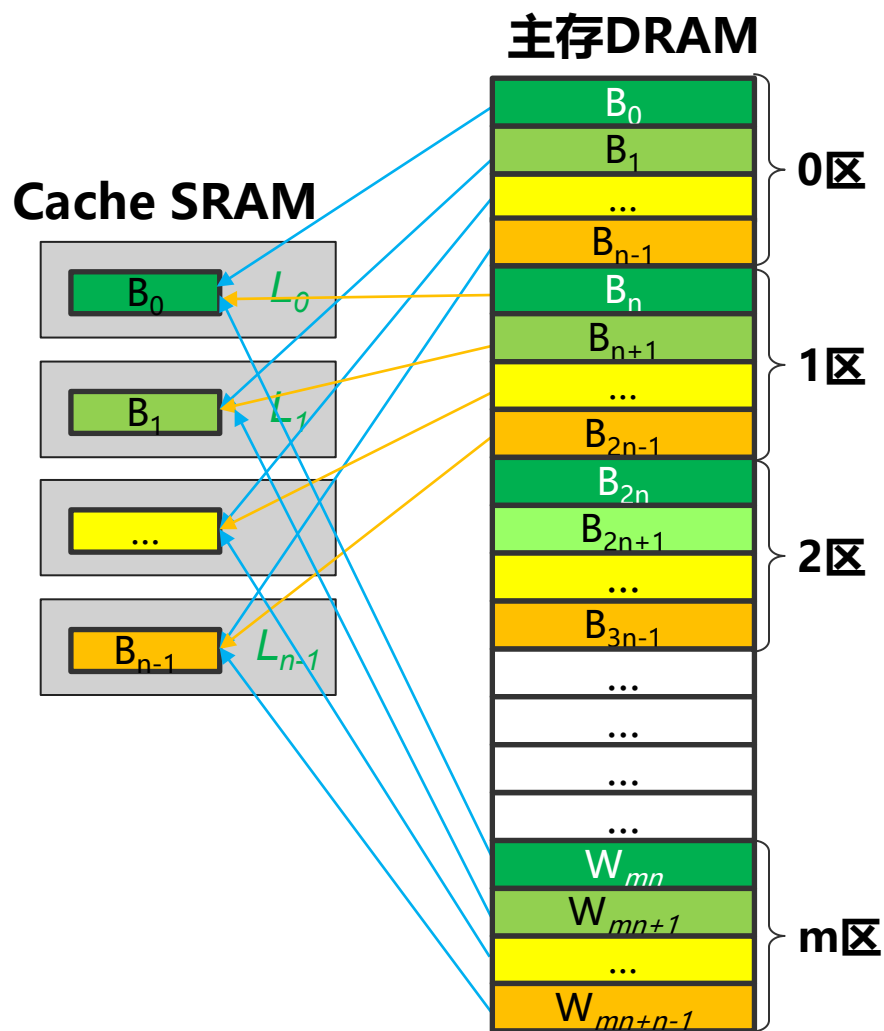 主存DRAM
Cache SRAM
B₀ L₀
B₁ L₁
...
Bₙ₋₁ Lₙ₋₁
B₀
B₁
...
Bₙ₋₁
0区
Bₙ
Bₙ₊₁
...
B₂ₙ₋₁
1区
B₂ₙ
B₂ₙ₊₁
...
B₃ₙ₋₁
2区
...
...
...
...
Wₘₙ
Wₘₙ₊₁
...
Wₘₙ₊ₙ₋₁
m区